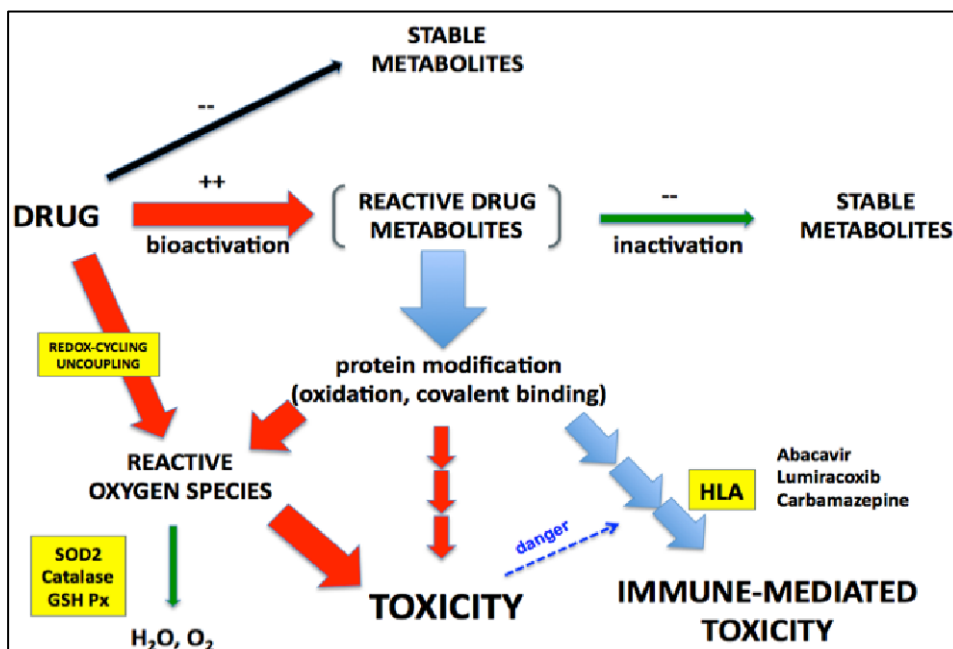 STABLE
METABOLITES
--
++
DRUG
bioactivation
REACTIVE DRUG
METABOLITES
--
inactivation
STABLE
METABOLITES
REDOX-CYCLING
UNCOUPLING
protein modification
(oxidation, covalent binding)
REACTIVE
OXYGEN SPECIES
HLA
Abacavir
Lumiracoxib
Carbamazepine
SOD2
Catalase
GSH Px
danger
TOXICITY
IMMUNE-MEDIATED
TOXICITY
H₂O, O₂